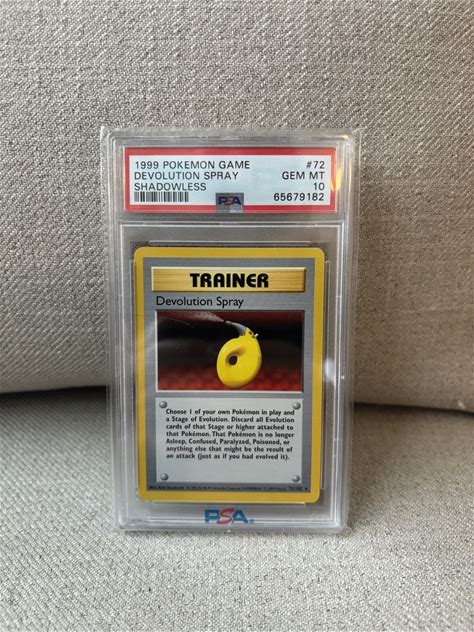 1999 POKEMON GAME #72
DEVOLUTION SPRAY GEM MT
SHADOWLESS 10
PSA 65679182
TRAINER
Devolution Spray
Choose 1 of your own Pokémon in play and
a Stage of Evolution. Discard all Evolution
cards of that Stage or higher attached to
that Pokémon. That Pokémon is no longer
Asleep, Confused, Paralyzed, Poisoned, or
anything else that might be the result of
an attack (just as if you had evolved it).
72/102
PSA